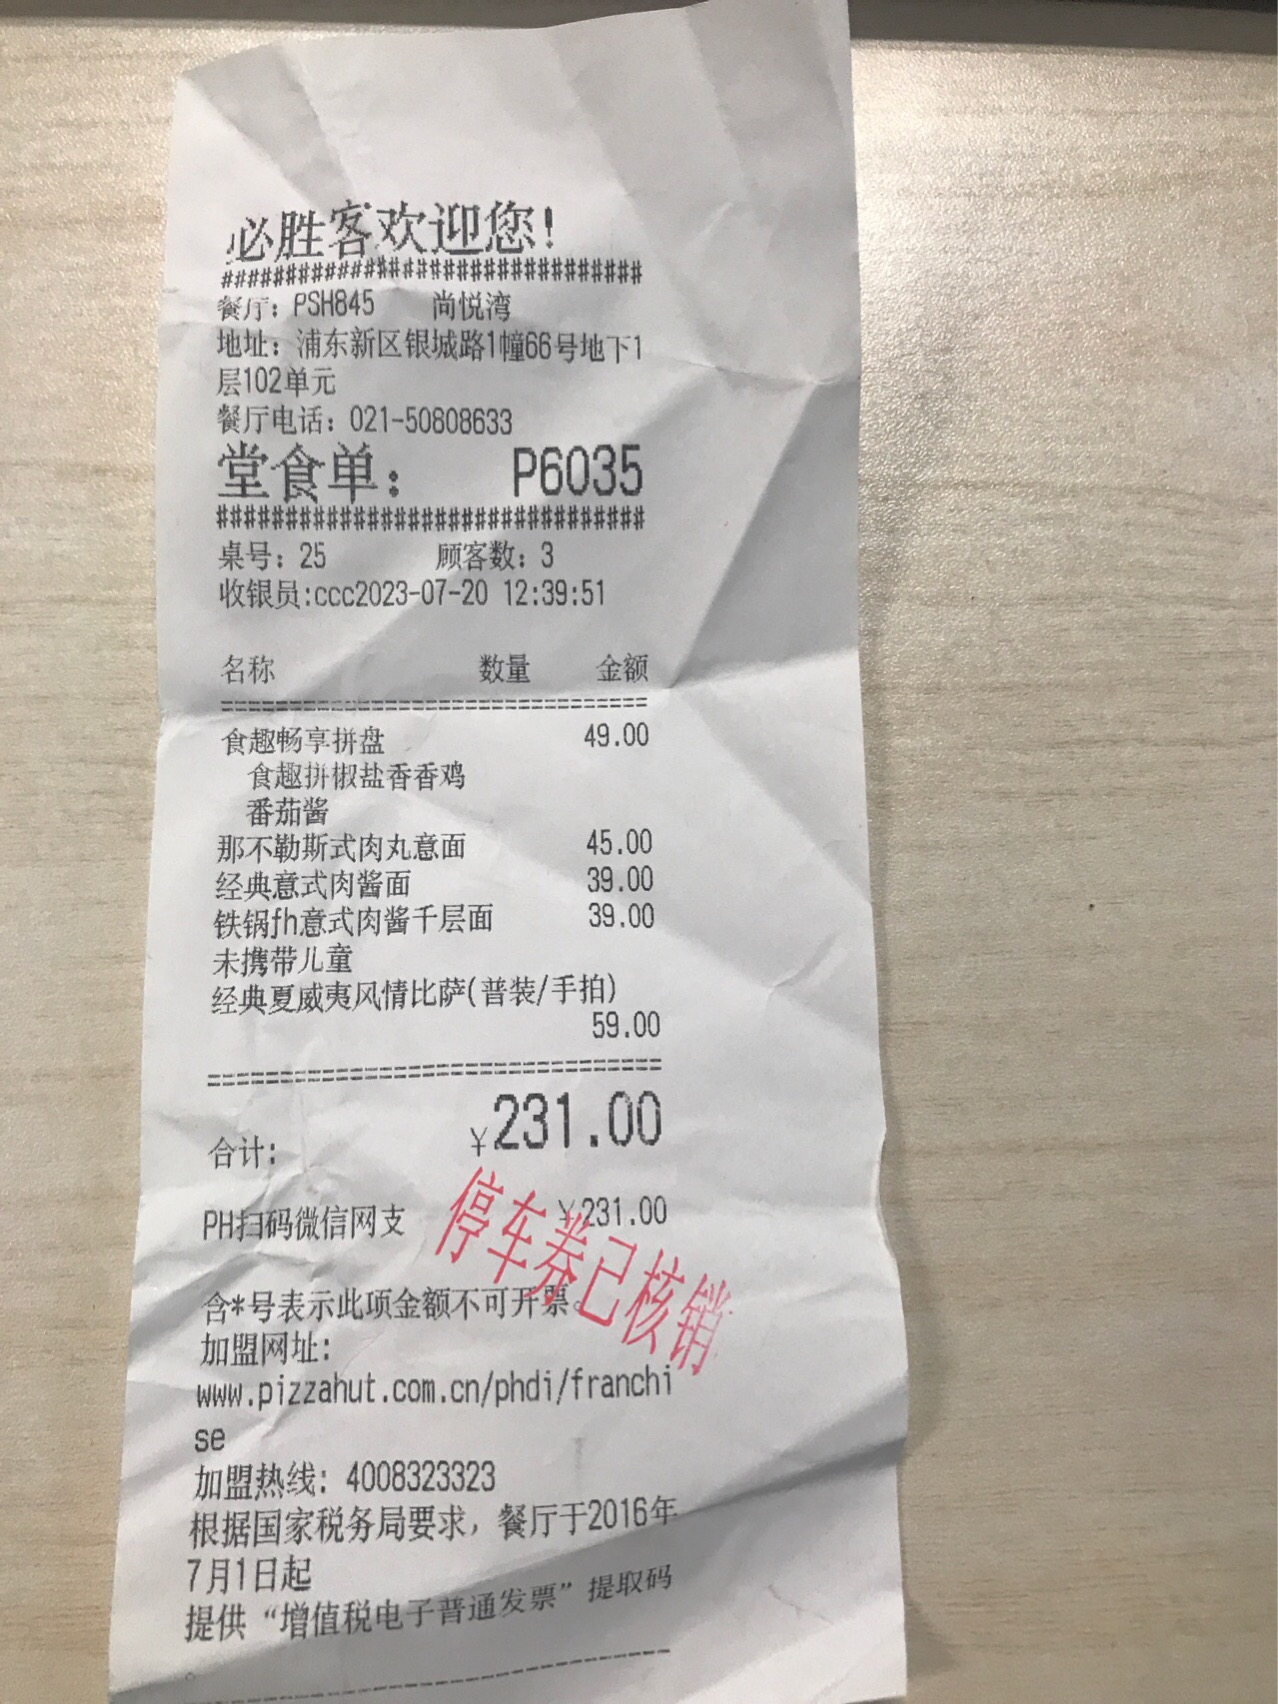 必胜客欢迎您!
################################
餐厅：PSH845 尚悦湾
地址：浦东新区银城路1幢66号地下1
层102单元
餐厅电话：021-50808633
堂食单： P6035
################################
桌号：25 顾客数：3
收银员:ccc2023-07-20 12:39:51
名称 数量 金额
================================
食趣畅享拼盘 49.00
食趣拼椒盐香香鸡
番茄酱
那不勒斯式肉丸意面 45.00
经典意式肉酱面 39.00
铁锅fh意式肉酱千层面 39.00
未携带儿童
经典夏威夷风情比萨(普装/手拍)
59.00
================================
合计： ¥231.00
PH扫码微信网支 ¥231.00
停车券已核销
含*号表示此项金额不可开票。
加盟网址：
www.pizzahut.com.cn/phdi/franchi
se
加盟热线：4008323323
根据国家税务局要求，餐厅于2016年
7月1日起
提供“增值税电子普通发票”提取码
。
--------------------------------